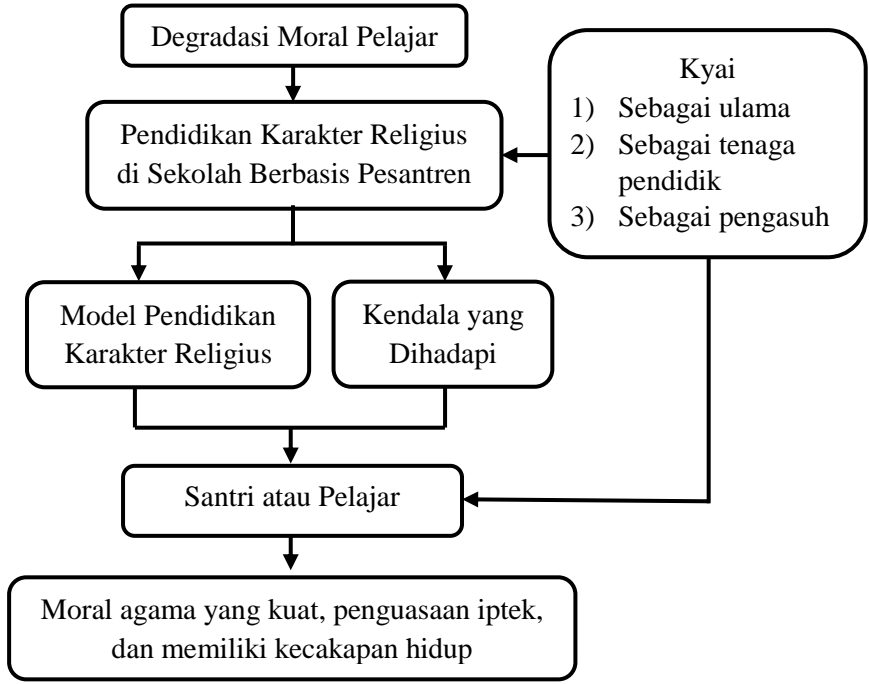 Degradasi Moral Pelajar
Pendidikan Karakter Religius
di Sekolah Berbasis Pesantren
Kyai
1) Sebagai ulama
2) Sebagai tenaga
pendidik
3) Sebagai pengasuh
Model Pendidikan
Karakter Religius
Kendala yang
Dihadapi
Santri atau Pelajar
Moral agama yang kuat, penguasaan iptek,
dan memiliki kecakapan hidup